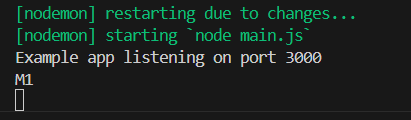 [nodemon] restarting due to changes...
[nodemon] starting `node main.js`
Example app listening on port 3000
M1